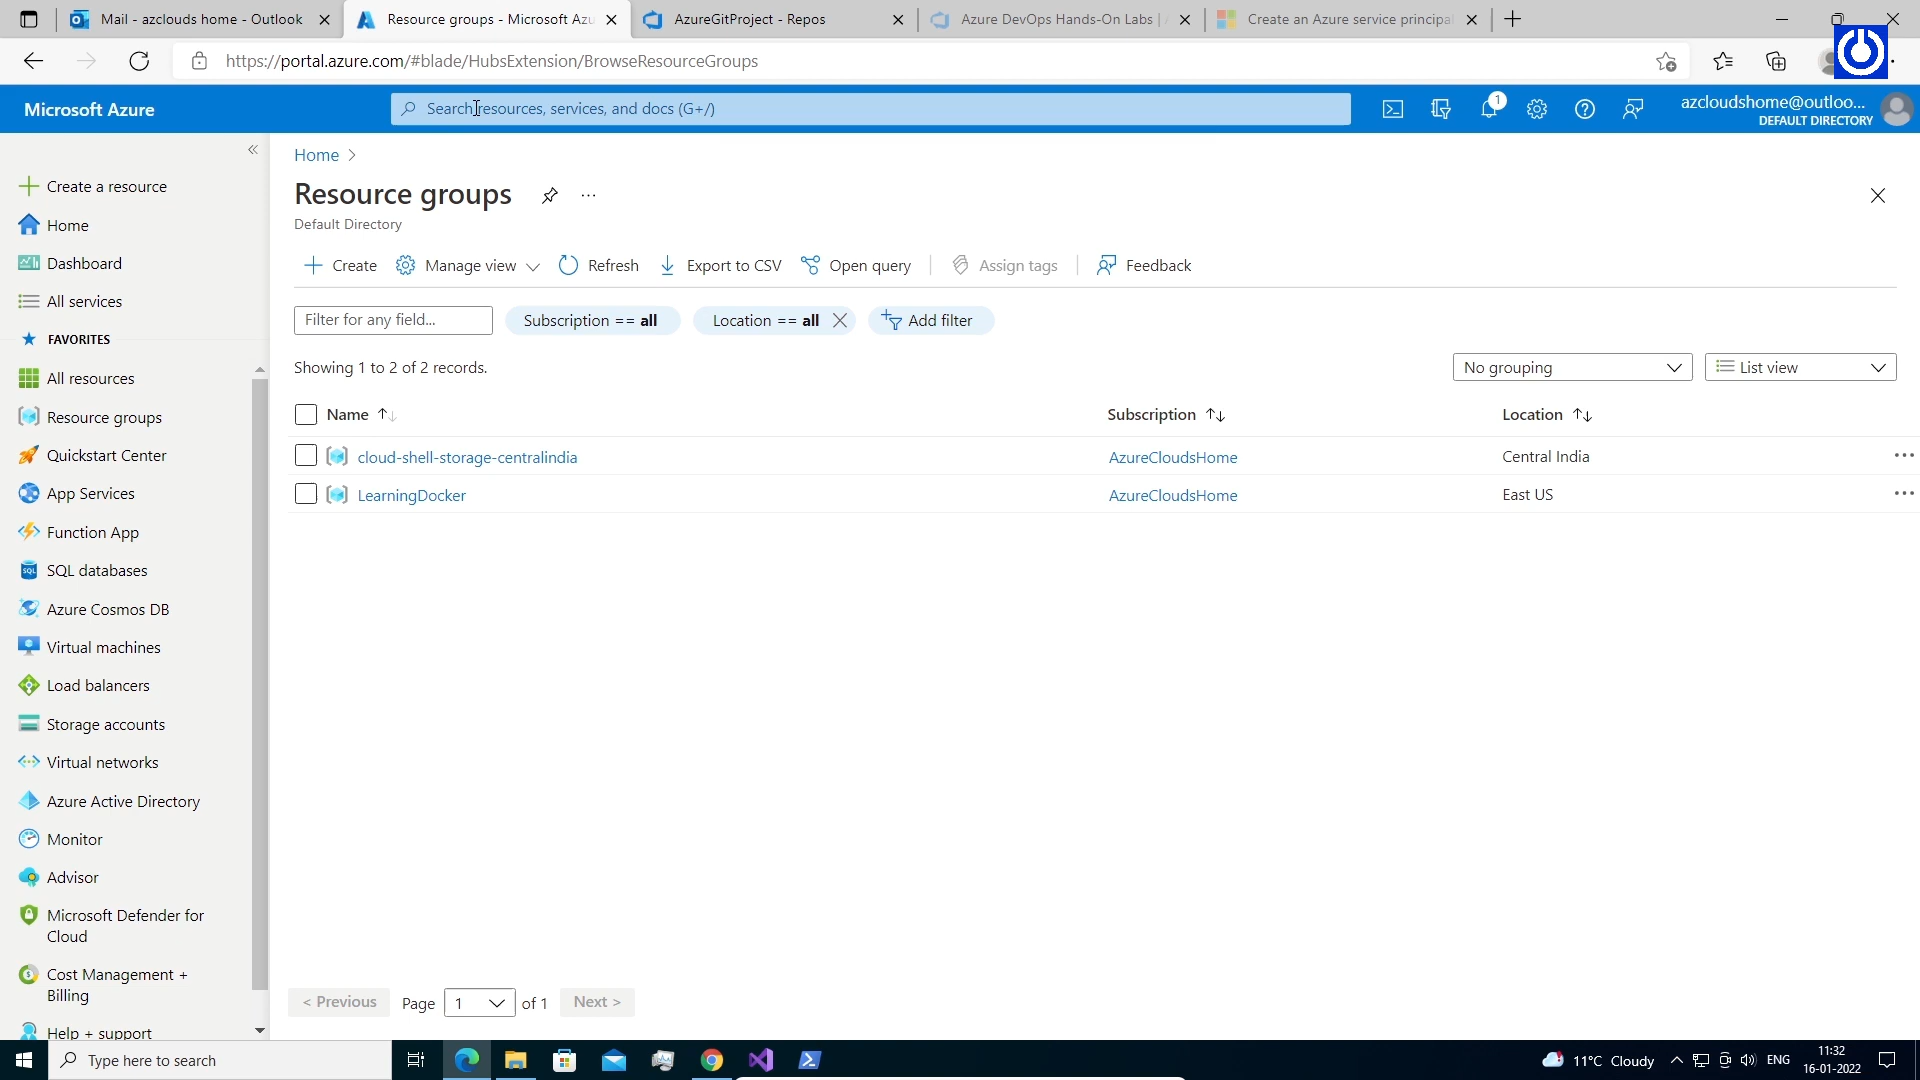 Mail - azclouds home - Outlook
Resource groups - Microsoft Azu
AzureGitProject - Repos
Azure DevOps Hands-On Labs | A
Create an Azure service principal
https://portal.azure.com/#blade/HubsExtension/BrowseResourceGroups
Microsoft Azure
Search resources, services, and docs (G+/)
1
azcloudshome@outloo...
DEFAULT DIRECTORY
Create a resource
Home
Dashboard
All services
FAVORITES
All resources
Resource groups
Quickstart Center
App Services
Function App
SQL
SQL databases
Azure Cosmos DB
Virtual machines
Load balancers
Storage accounts
Virtual networks
Azure Active Directory
Monitor
Advisor
Microsoft Defender for
Cloud
Cost Management +
Billing
Help + support
Home
Resource groups
Default Directory
Create
Manage view
Refresh
Export to CSV
Open query
Assign tags
Feedback
Filter for any field...
Subscription == all
Location == all
Add filter
Showing 1 to 2 of 2 records.
No grouping
List view
Name
Subscription
Location
cloud-shell-storage-centralindia
AzureCloudsHome
Central India
LearningDocker
AzureCloudsHome
East US
< Previous
Page
1
of 1
Next >
Type here to search
11°C Cloudy
ENG
11:32
16-01-2022